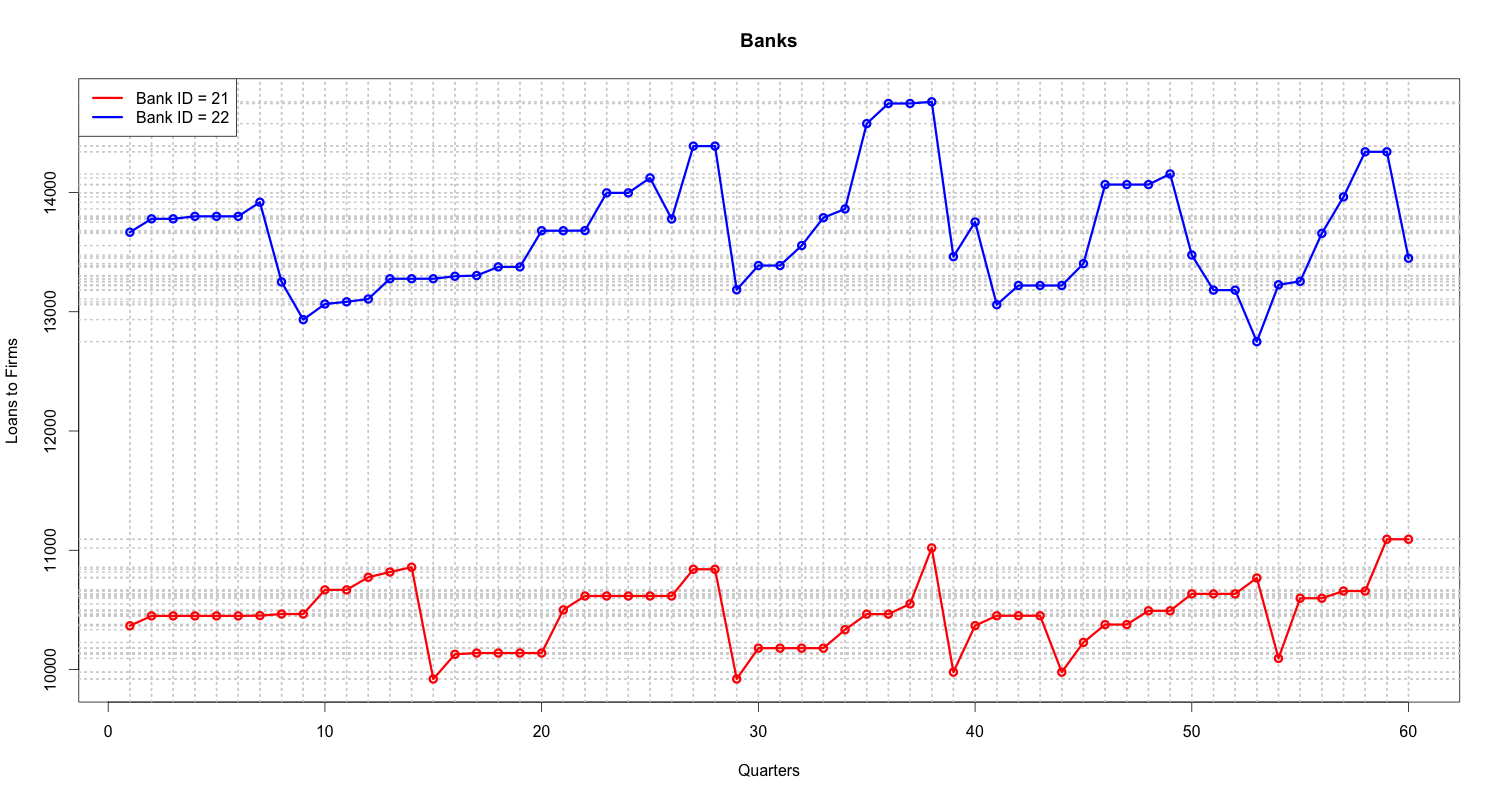 Banks
Bank ID = 21
Bank ID = 22
Loans to Firms
14000
13000
12000
11000
10000
0 10 20 30 40 50 60
Quarters